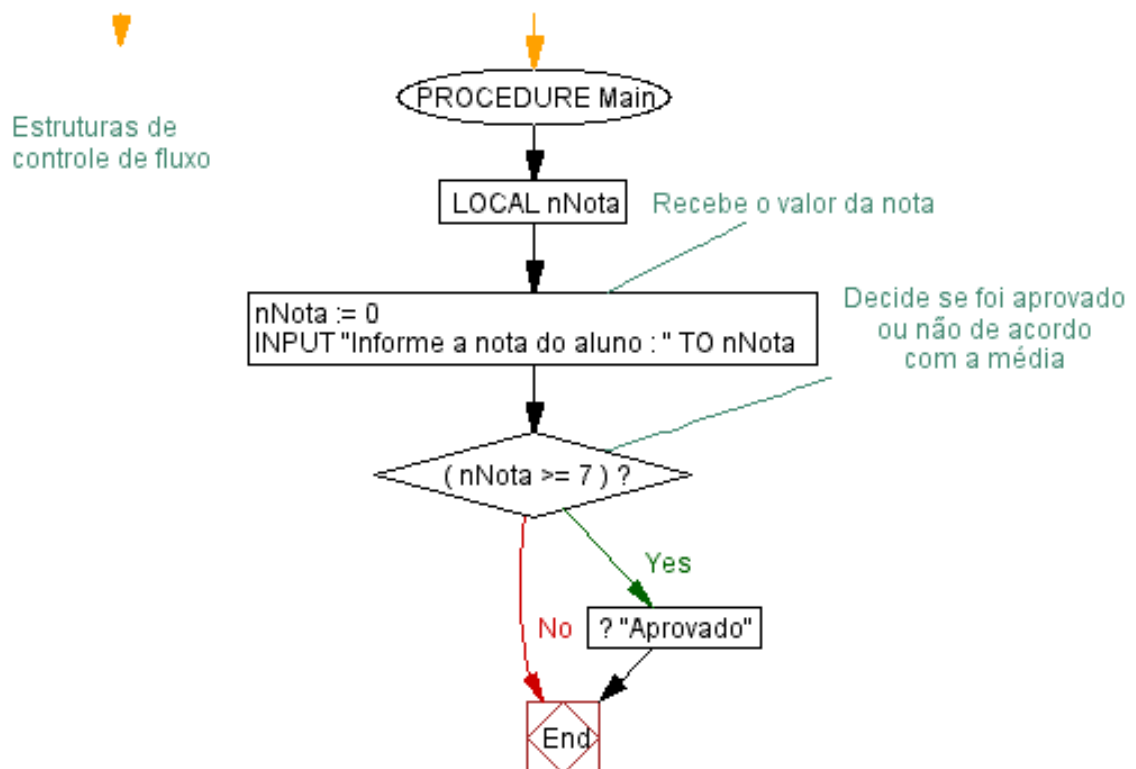 PROCEDURE Main
Estruturas de
controle de fluxo
LOCAL nNota
Recebe o valor da nota
nNota := 0
INPUT "Informe a nota do aluno : " TO nNota
Decide se foi aprovado
ou não de acordo
com a média
( nNota >= 7 ) ?
Yes
No
? "Aprovado"
End